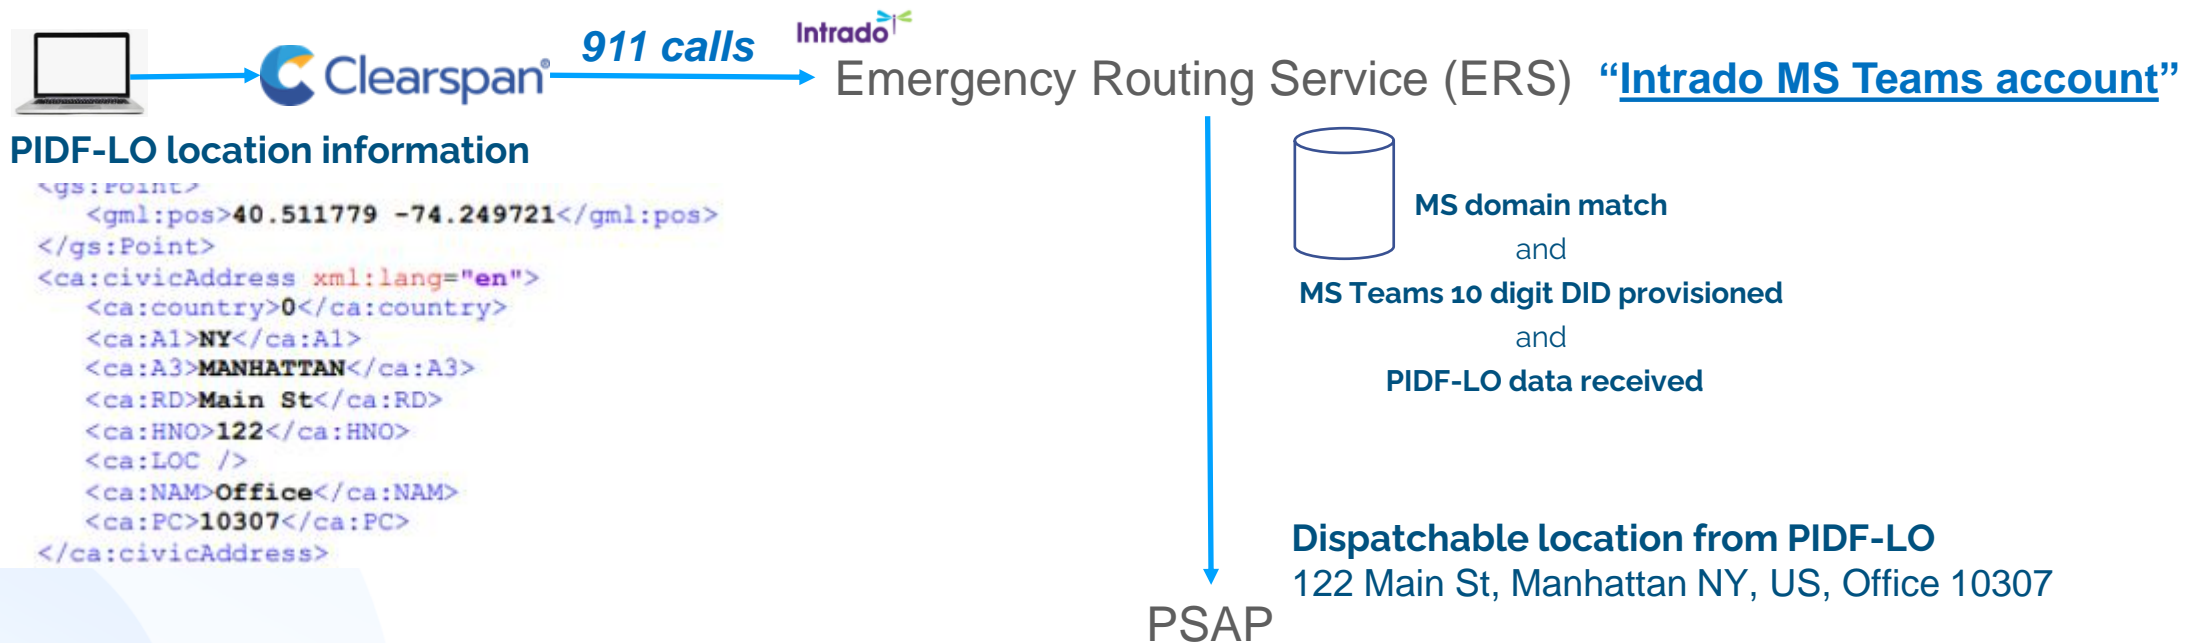 Clearspan®
911 calls
Intrado
Emergency Routing Service (ERS) “Intrado MS Teams account”
PIDF-LO location information
<gs:Point>
<gml:pos>40.511779 -74.249721</gml:pos>
</gs:Point>
<ca:civicAddress xml:lang="en">
<ca:country>0</ca:country>
<ca:A1>NY</ca:A1>
<ca:A3>MANHATTAN</ca:A3>
<ca:RD>Main St</ca:RD>
<ca:HNO>122</ca:HNO>
<ca:LOC />
<ca:NAM>Office</ca:NAM>
<ca:PC>10307</ca:PC>
</ca:civicAddress>
MS domain match
and
MS Teams 10 digit DID provisioned
and
PIDF-LO data received
Dispatchable location from PIDF-LO
122 Main St, Manhattan NY, US, Office 10307
PSAP